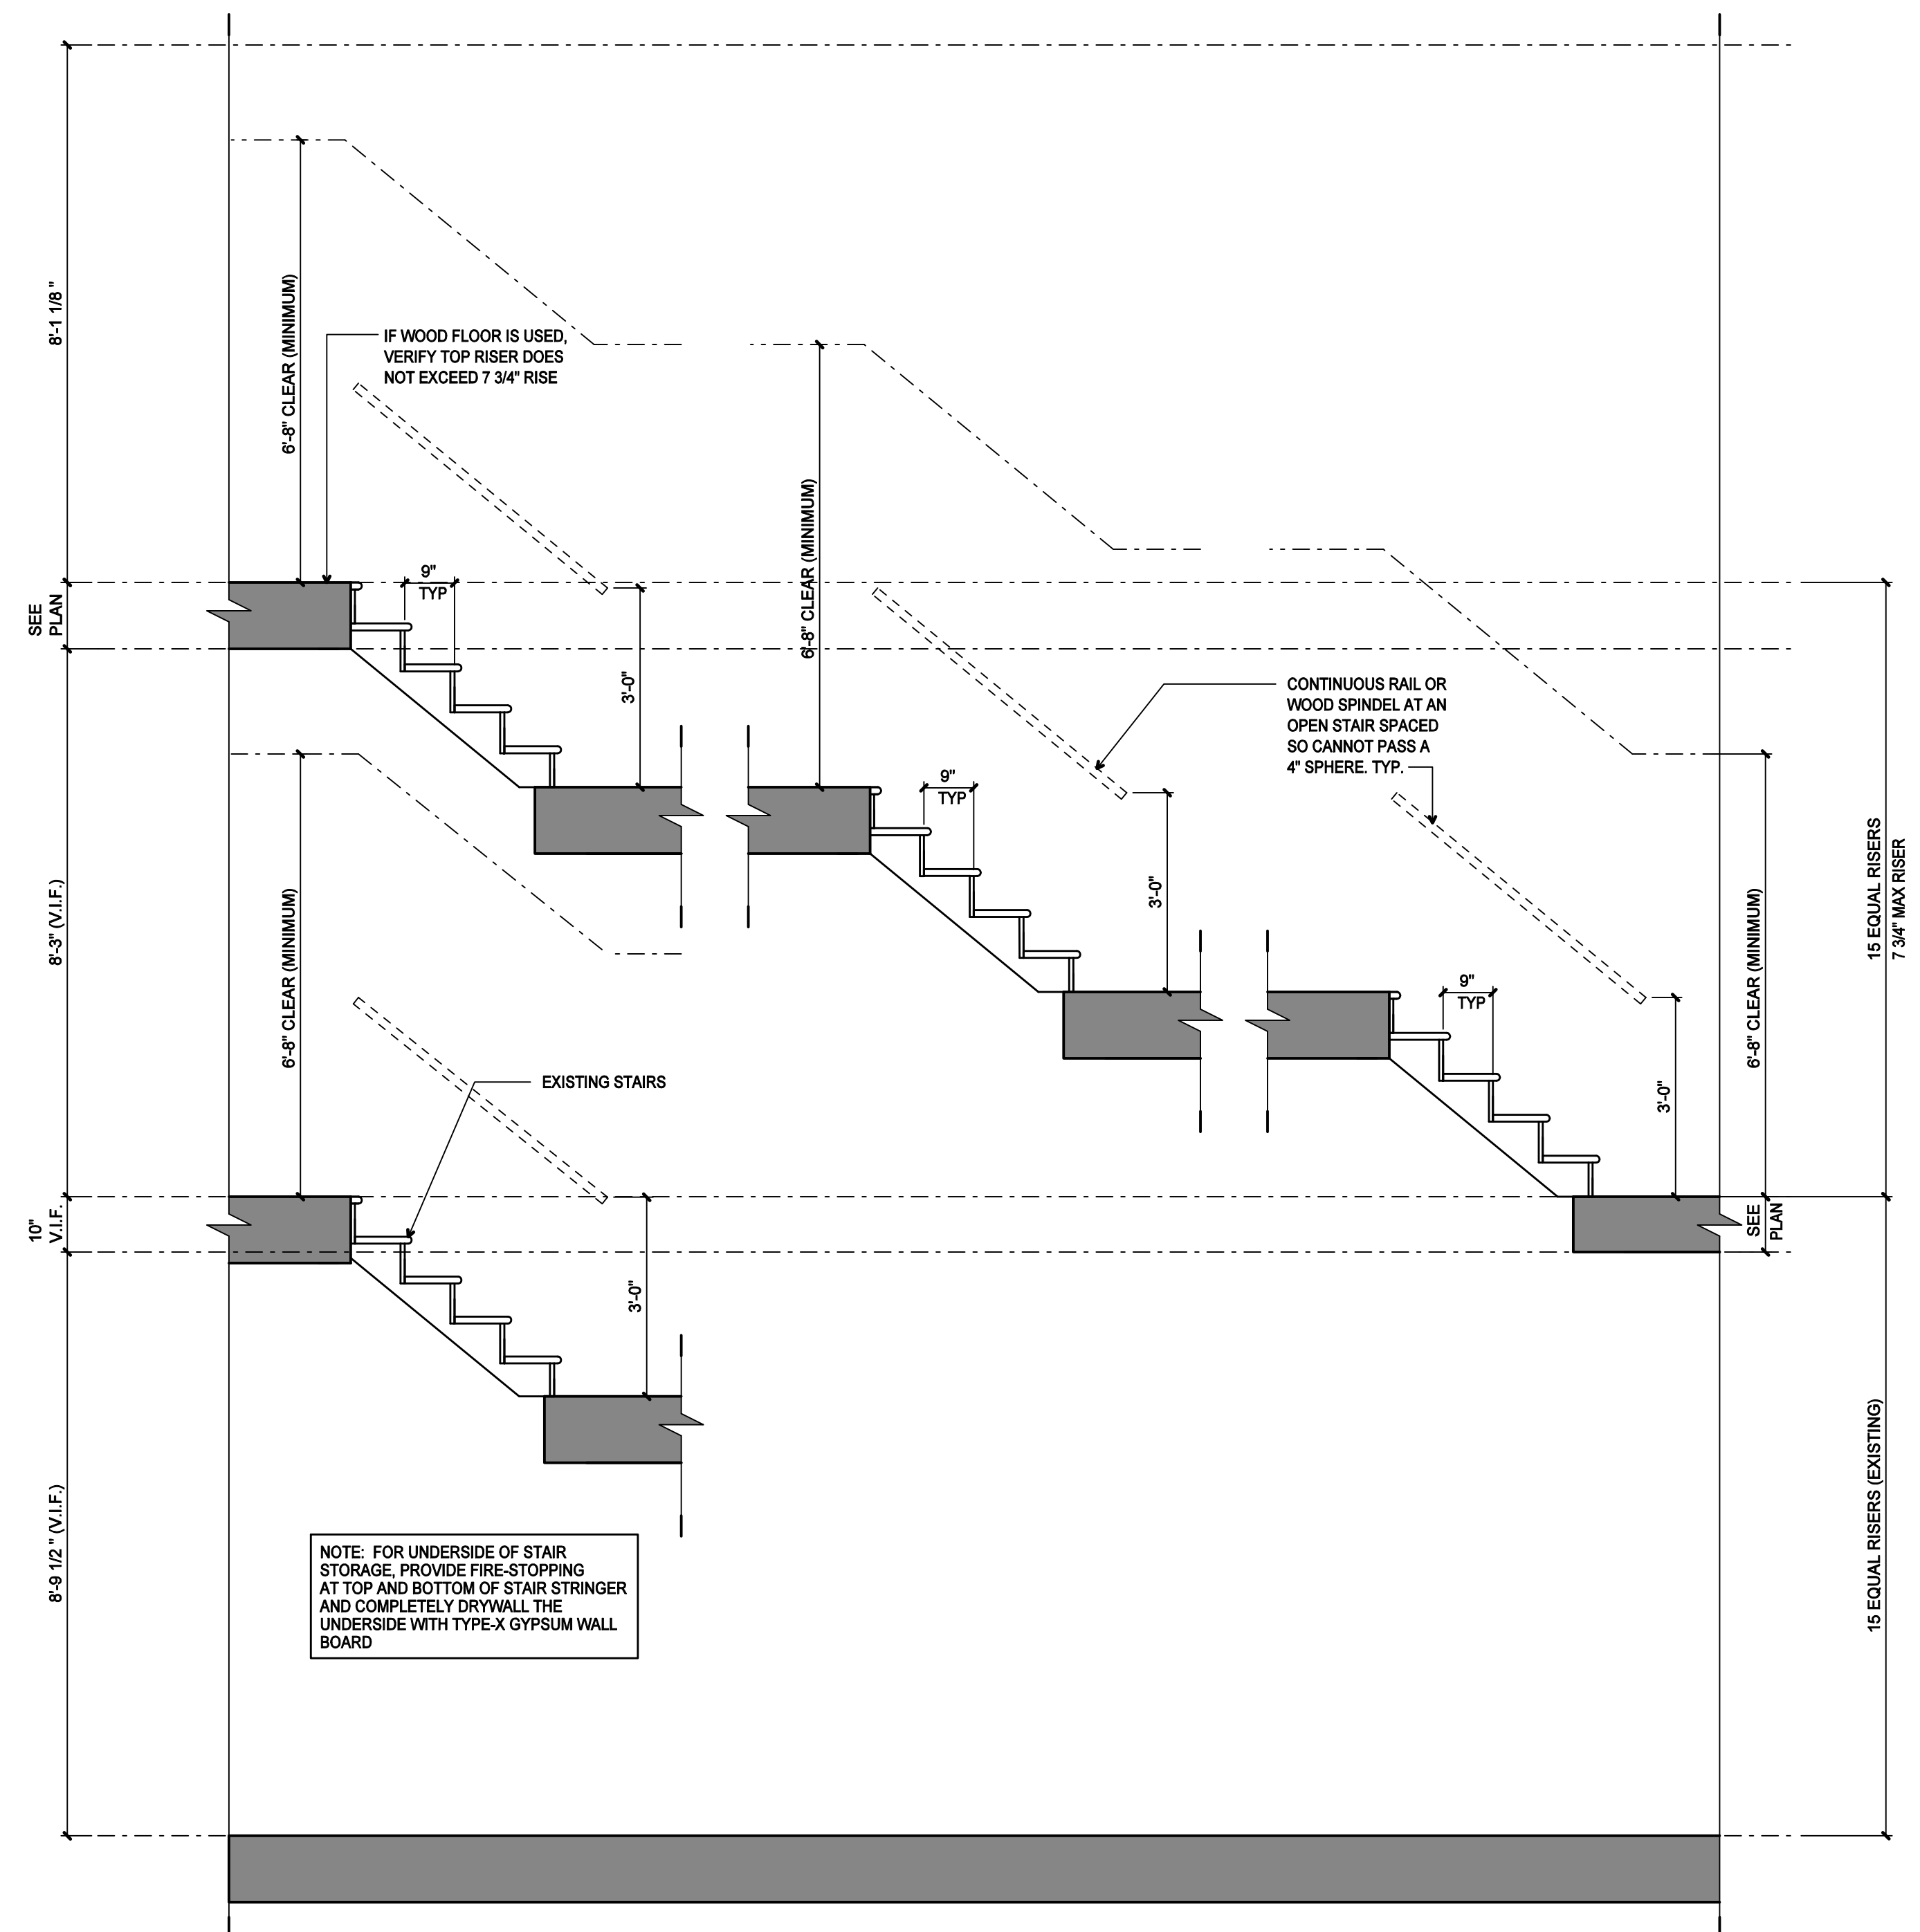 8'-1 1/8 "
6'-8" CLEAR (MINIMUM)
IF WOOD FLOOR IS USED,
VERIFY TOP RISER DOES
NOT EXCEED 7 3/4" RISE
6'-8" CLEAR (MINIMUM)
SEE
PLAN
9"
TYP
3'-0"
CONTINUOUS RAIL OR
WOOD SPINDEL AT AN
OPEN STAIR SPACED
SO CANNOT PASS A
4" SPHERE. TYP.
9"
TYP
15 EQUAL RISERS
7 3/4" MAX RISER
8'-3" (V.I.F.)
6'-8" CLEAR (MINIMUM)
3'-0"
6'-8" CLEAR (MINIMUM)
9"
TYP
EXISTING STAIRS
3'-0"
10"
V.I.F.
SEE
PLAN
3'-0"
8'-9 1/2 " (V.I.F.)
15 EQUAL RISERS (EXISTING)
NOTE:  FOR UNDERSIDE OF STAIR
STORAGE, PROVIDE FIRE-STOPPING
AT TOP AND BOTTOM OF STAIR STRINGER
AND COMPLETELY DRYWALL THE
UNDERSIDE WITH TYPE-X GYPSUM WALL
BOARD